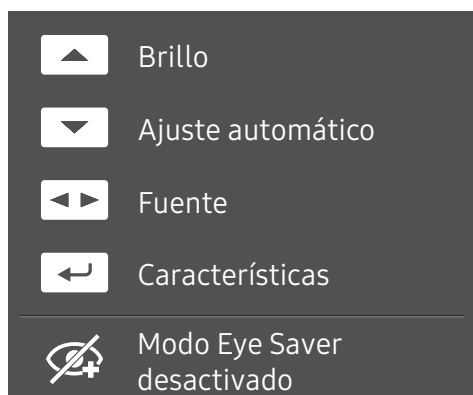 Brillo
Ajuste automático
Fuente
Características
Modo Eye Saver
desactivado